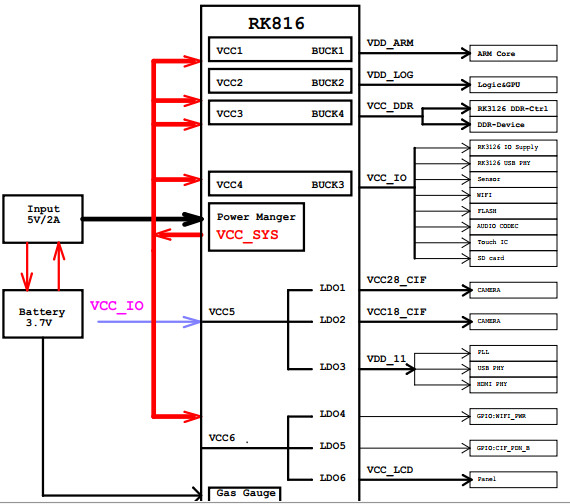 RK816
VCC1 BUCK1 VDD_ARM ARM Core
VCC2 BUCK2 VDD_LOG Logic&GPU
VCC3 BUCK4 VCC_DDR RK3126 DDR-Ctrl
DDR-Device
RK3126 IO Supply
RK3126 USB PHY
VCC4 BUCK3 VCC_IO Sensor
WIFI
FLASH
AUDIO CODEC
Touch IC
SD card
Input
5V/2A
Power Manger
VCC_SYS
Battery
3.7V
VCC_IO
VCC5
LDO1 VCC28_CIF CAMERA
LDO2 VCC18_CIF CAMERA
LDO3 VDD_11 PLL
USB PHY
HDMI PHY
VCC6
LDO4 GPIO:WIFI_PWR
LDO5 GPIO:CIF_PDN_B
LDO6 VCC_LCD Panel
Gas Gauge